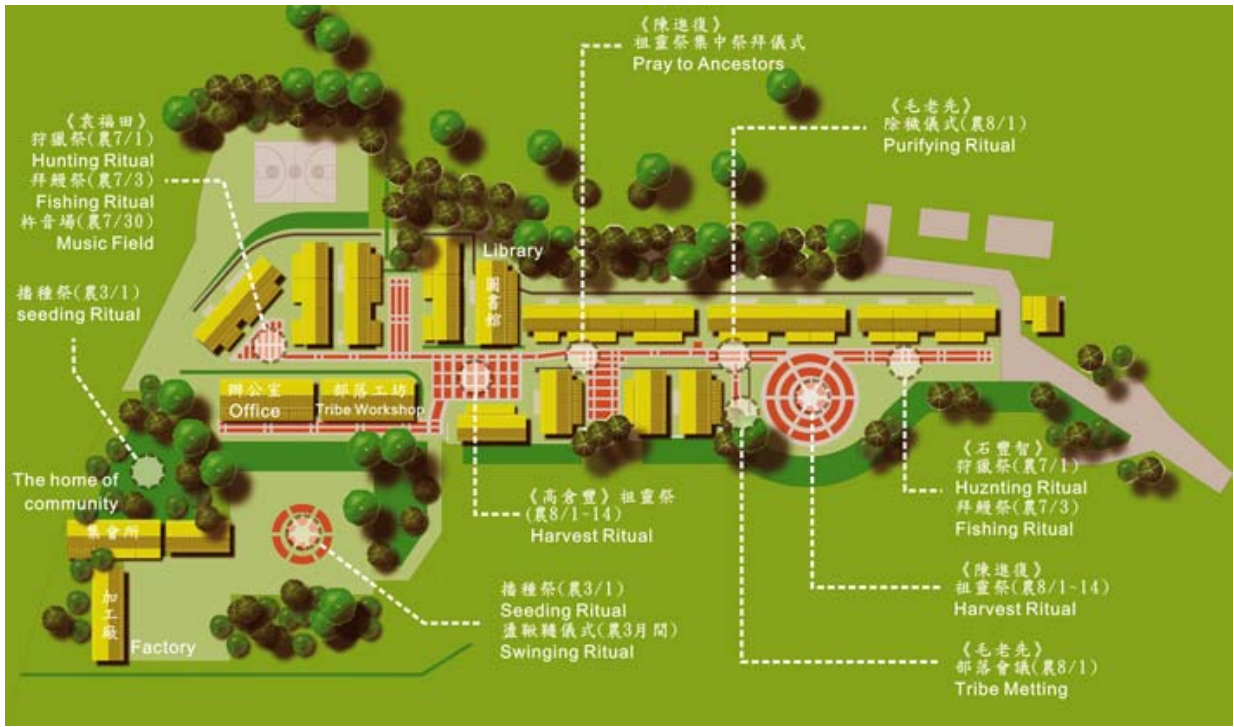 《陳進復》
祖靈祭集中祭拜儀式
Pray to Ancestors
《毛老先》
除穢儀式(農8/1)
Purifying Ritual
《袁福田》
狩獵祭(農7/1)
Hunting Ritual
拜鰻祭(農7/3)
Fishing Ritual
杵音場(農7/30)
Music Field
播種祭(農3/1)
seeding Ritual
Library
圖書館
辦公室
Office
部落工坊
Tribe Workshop
The home of
community
集會所
加工廠
Factory
《高倉豐》祖靈祭
(農8/1~14)
Harvest Ritual
播種祭(農3/1)
Seeding Ritual
盪鞦韆儀式(農3月間)
Swinging Ritual
《石豐智》
狩獵祭(農7/1)
Huznting Ritual
拜鰻祭(農7/3)
Fishing Ritual
《陳進復》
祖靈祭(農8/1~14)
Harvest Ritual
《毛老先》
部落會議(農8/1)
Tribe Metting